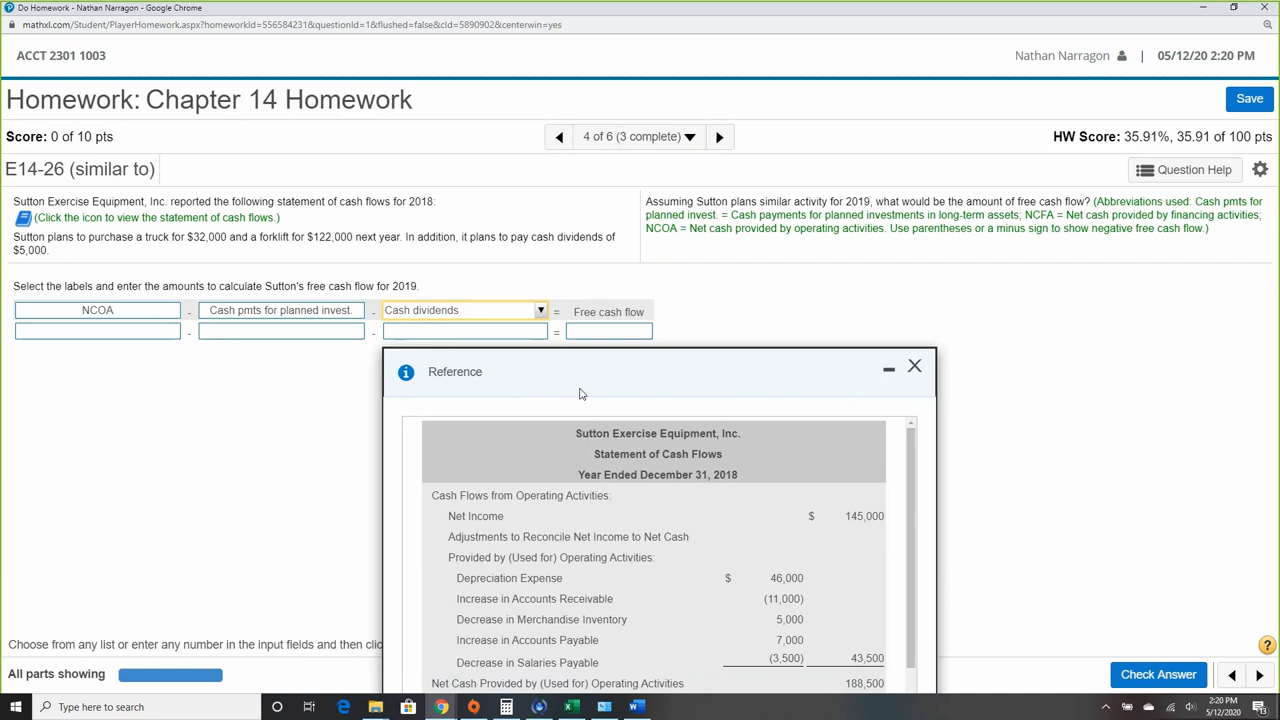 Do Homework - Nathan Narragon - Google Chrome
mathxl.com/Student/PlayerHomework.aspx?homeworkId=556584231&questionId=1&flushed=false&cId=5890902&centerwin=yes
ACCT 2301 1003
Nathan Narragon | 05/12/20 2:20 PM
Homework: Chapter 14 Homework
Save
Score: 0 of 10 pts
4 of 6 (3 complete)
HW Score: 35.91%, 35.91 of 100 pts
E14-26 (similar to)
Question Help
Sutton Exercise Equipment, Inc. reported the following statement of cash flows for 2018:
(Click the icon to view the statement of cash flows.)
Sutton plans to purchase a truck for $32,000 and a forklift for $122,000 next year. In addition, it plans to pay cash dividends of
$5,000.
Assuming Sutton plans similar activity for 2019, what would be the amount of free cash flow? (Abbreviations used: Cash pmts for
planned invest. = Cash payments for planned investments in long-term assets; NCFA = Net cash provided by financing activities;
NCOA = Net cash provided by operating activities. Use parentheses or a minus sign to show negative free cash flow.)
Select the labels and enter the amounts to calculate Sutton's free cash flow for 2019.
NCOA - Cash pmts for planned invest. - Cash dividends = Free cash flow
- - =
Reference
Sutton Exercise Equipment, Inc.
Statement of Cash Flows
Year Ended December 31, 2018
Cash Flows from Operating Activities:
Net Income $ 145,000
Adjustments to Reconcile Net Income to Net Cash
Provided by (Used for) Operating Activities:
Depreciation Expense $ 46,000
Increase in Accounts Receivable (11,000)
Decrease in Merchandise Inventory 5,000
Increase in Accounts Payable 7,000
Decrease in Salaries Payable (3,500) 43,500
Net Cash Provided by (Used for) Operating Activities 188,500
Choose from any list or enter any number in the input fields and then clic
?
All parts showing
Check Answer
Type here to search
2:20 PM
5/12/2020